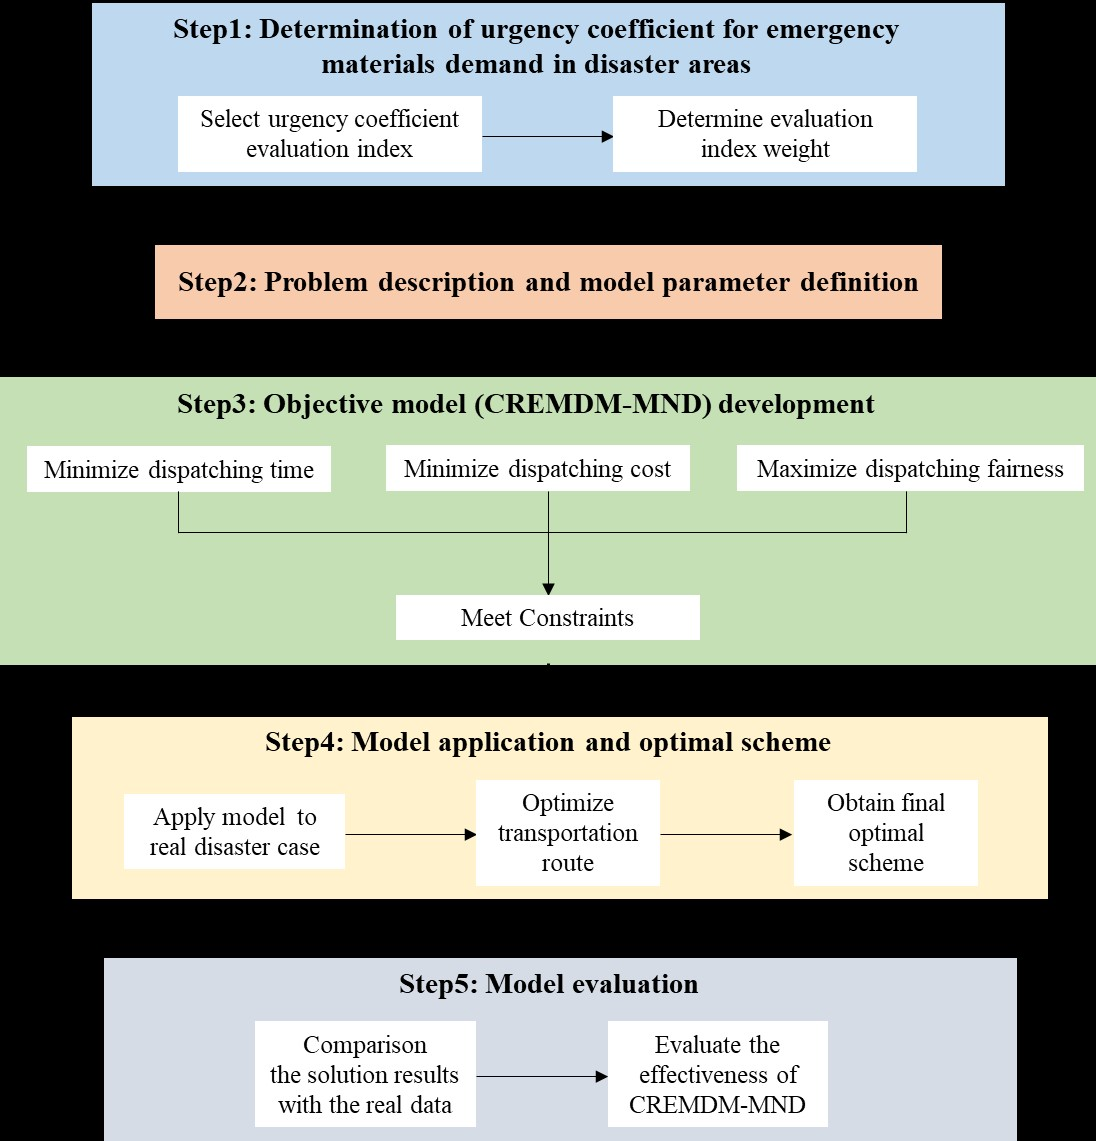 Step1: Determination of urgency coefficient for emergency
materials demand in disaster areas
Select urgency coefficient
evaluation index
Determine evaluation
index weight
Step2: Problem description and model parameter definition
Step3: Objective model (CREMDM-MND) development
Minimize dispatching time
Minimize dispatching cost
Maximize dispatching fairness
Meet Constraints
Step4: Model application and optimal scheme
Apply model to
real disaster case
Optimize
transportation
route
Obtain final
optimal
scheme
Step5: Model evaluation
Comparison
the solution results
with the real data
Evaluate the
effectiveness of
CREMDM-MND